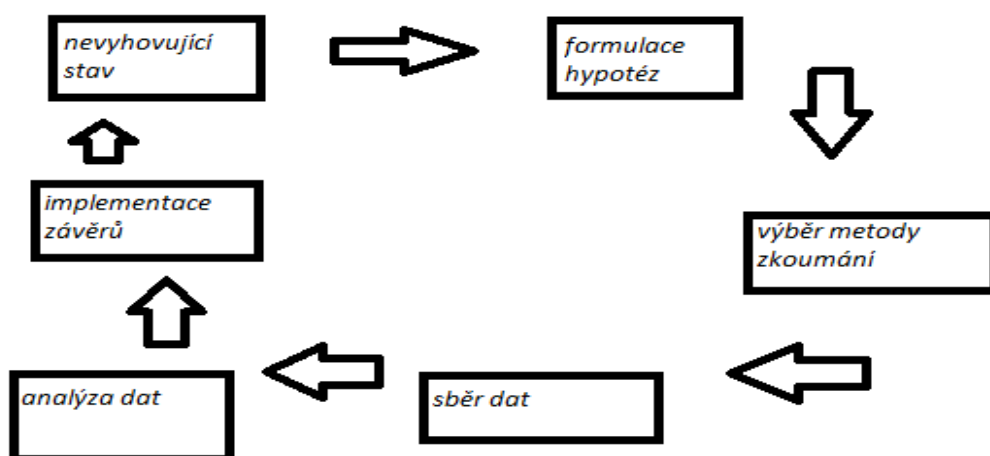 nevyhovující
stav
formulace
hypotéz
implementace
závěrů
výběr metody
zkoumání
analýza dat
sběr dat